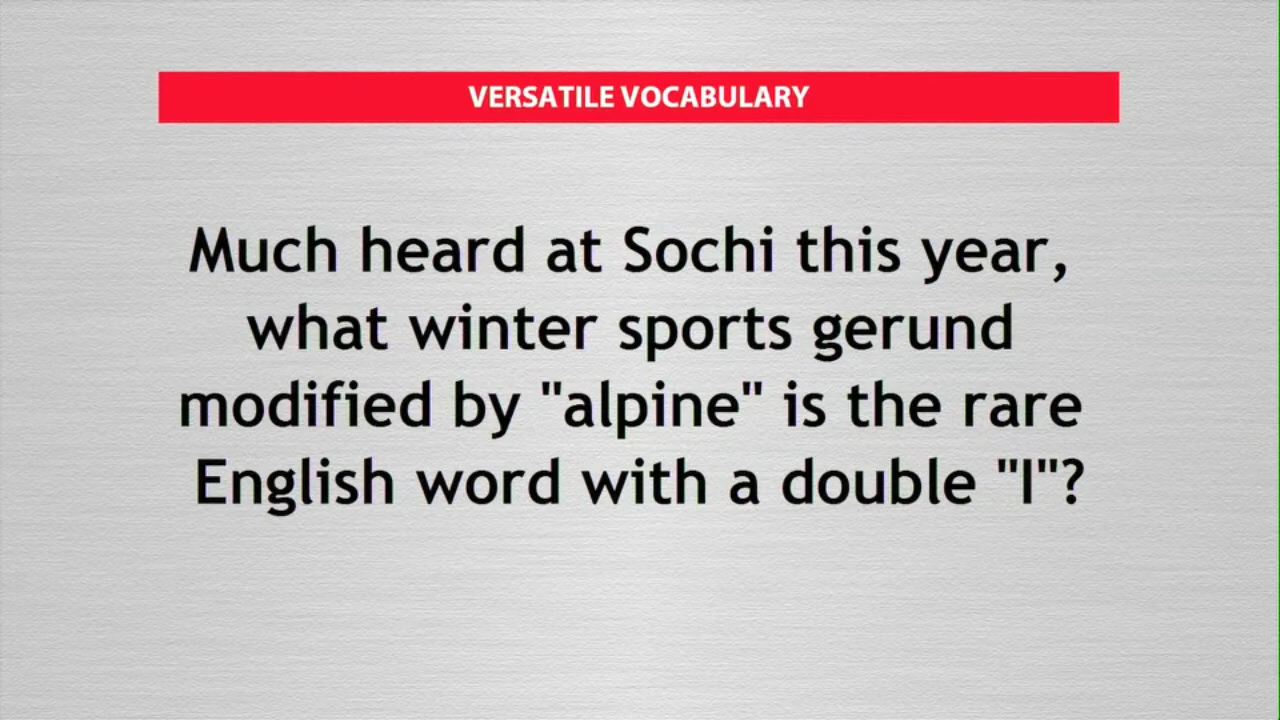 VERSATILE VOCABULARY
Much heard at Sochi this year,
what winter sports gerund
modified by "alpine" is the rare
English word with a double "I"?